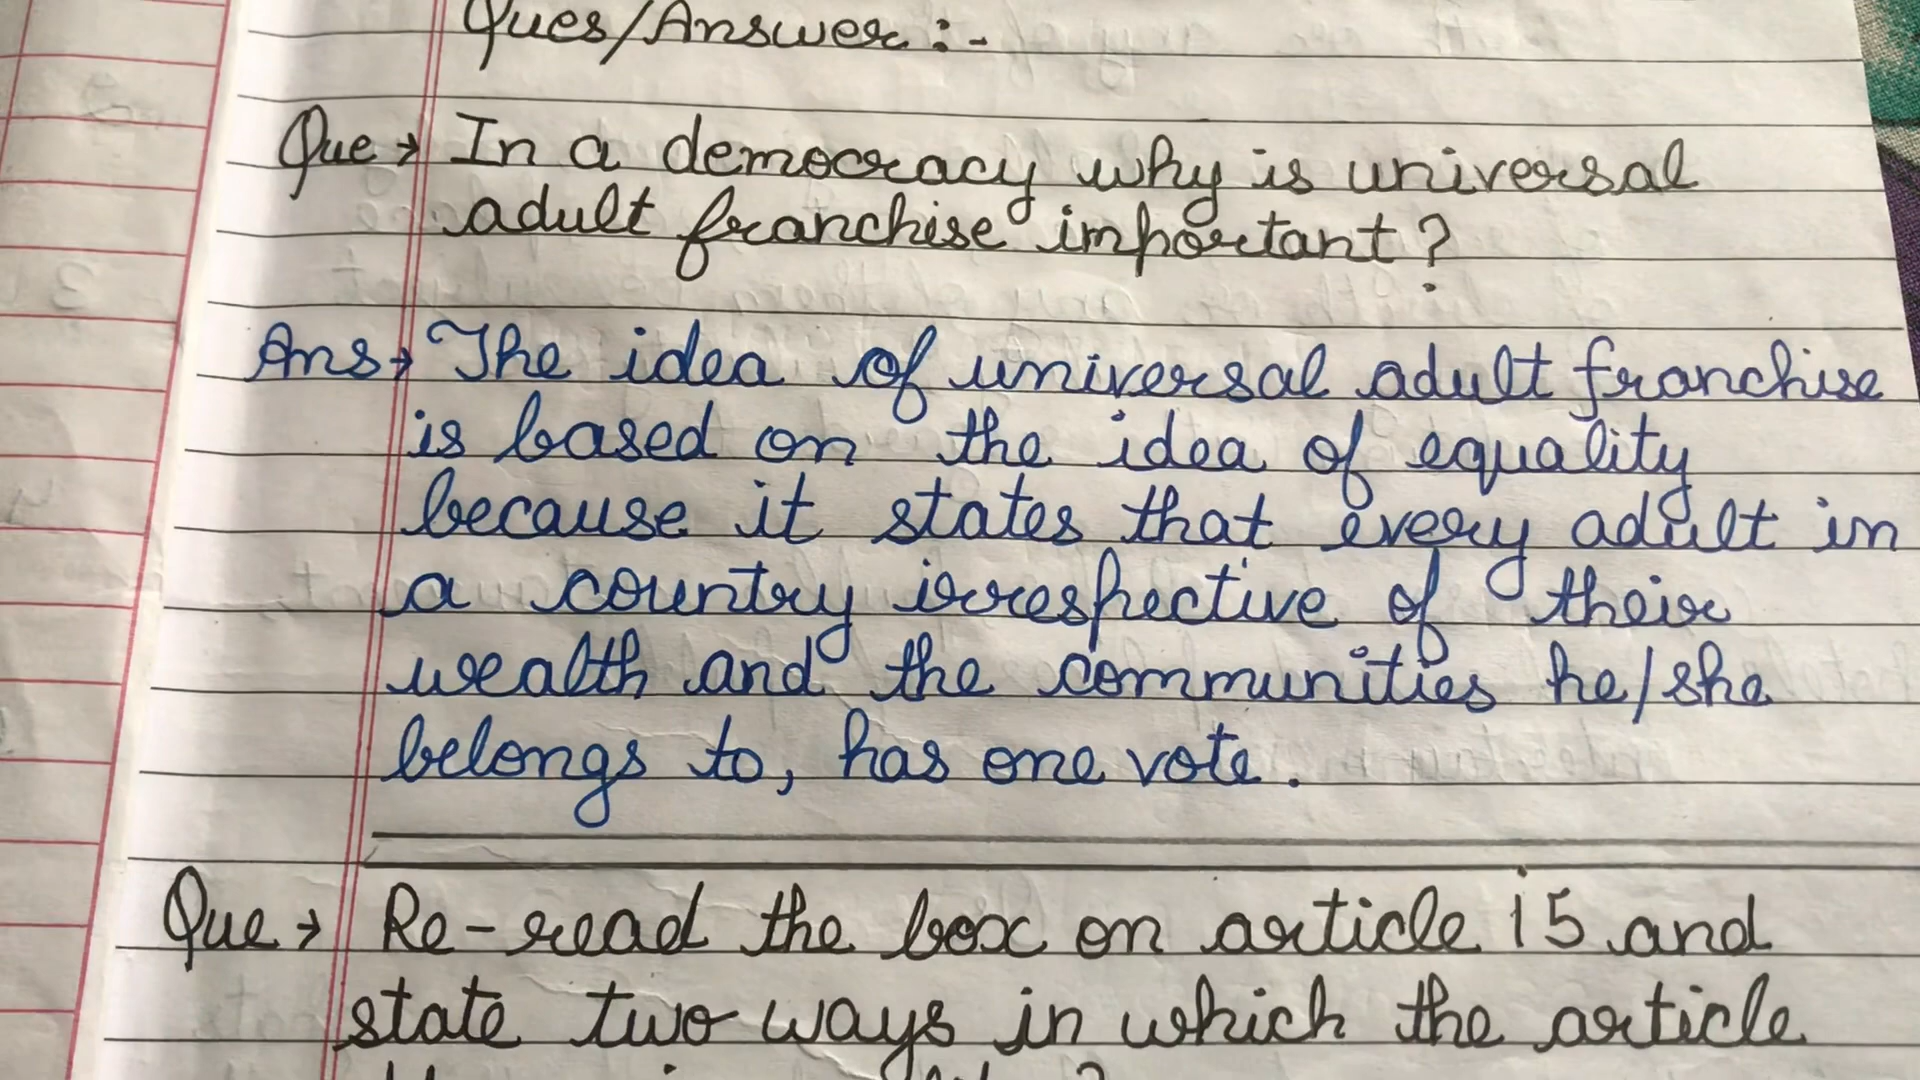 Ques/Answer :-
Que → In a democracy why is universal
adult franchise important ?
Ans → The idea of universal adult franchise
is based on the idea of equality
because it states that every adult in
a country irrespective of their
wealth and the communities he/she
belongs to, has one vote.
Que → Re-read the box on article 15 and
state two ways in which the article